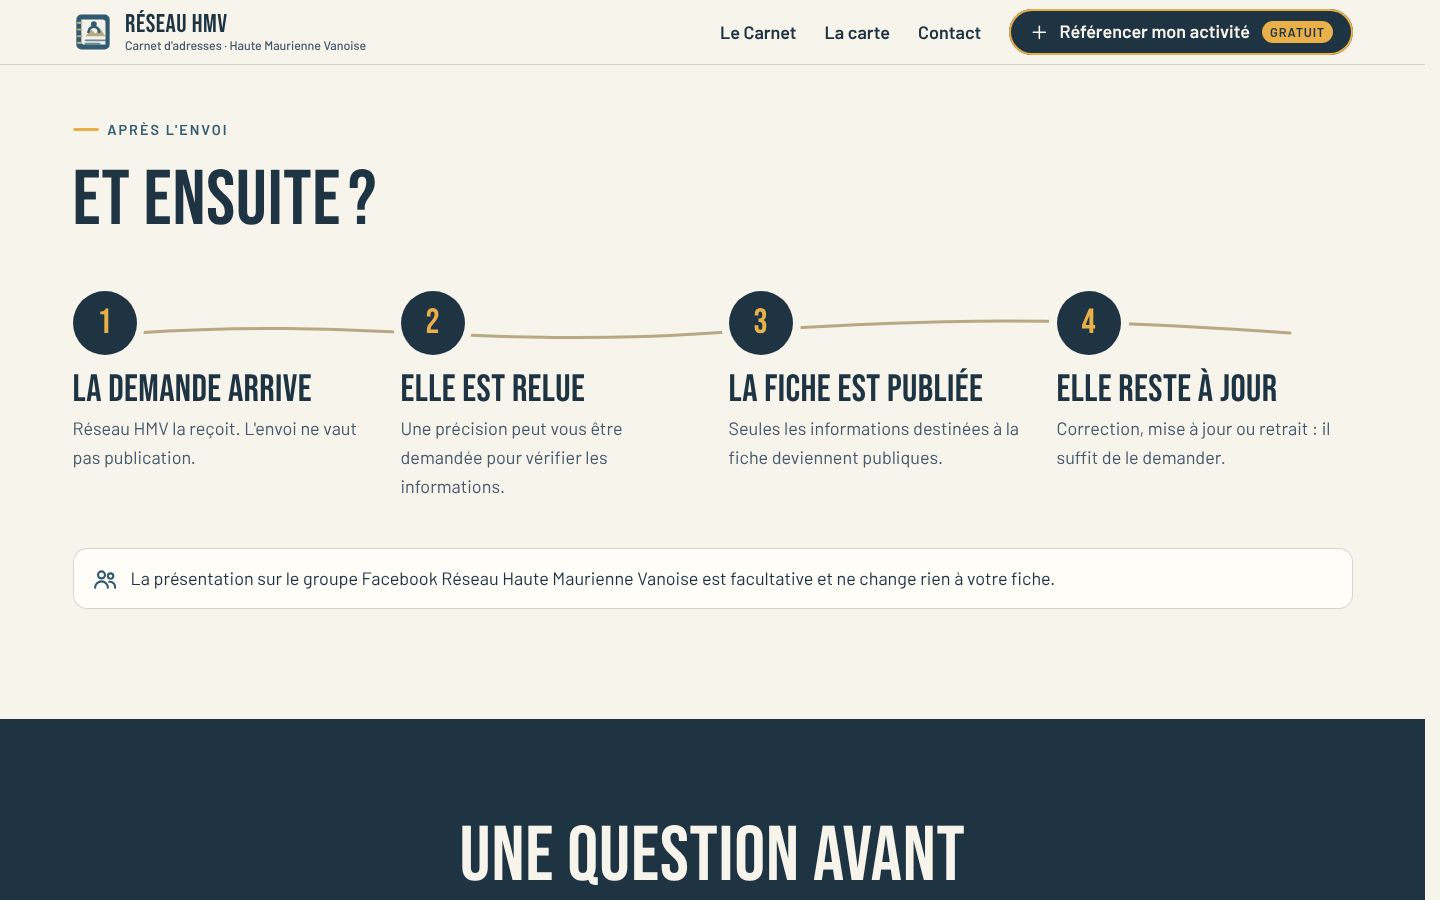 RÉSEAU HMV
Carnet d'adresses · Haute Maurienne Vanoise
Le Carnet
La carte
Contact
Référencer mon activité
GRATUIT
APRÈS L'ENVOI
ET ENSUITE ?
1
LA DEMANDE ARRIVE
Réseau HMV la reçoit. L'envoi ne vaut
pas publication.
2
ELLE EST RELUE
Une précision peut vous être
demandée pour vérifier les
informations.
3
LA FICHE EST PUBLIÉE
Seules les informations destinées à la
fiche deviennent publiques.
4
ELLE RESTE À JOUR
Correction, mise à jour ou retrait : il
suffit de le demander.
La présentation sur le groupe Facebook Réseau Haute Maurienne Vanoise est facultative et ne change rien à votre fiche.
UNE QUESTION AVANT